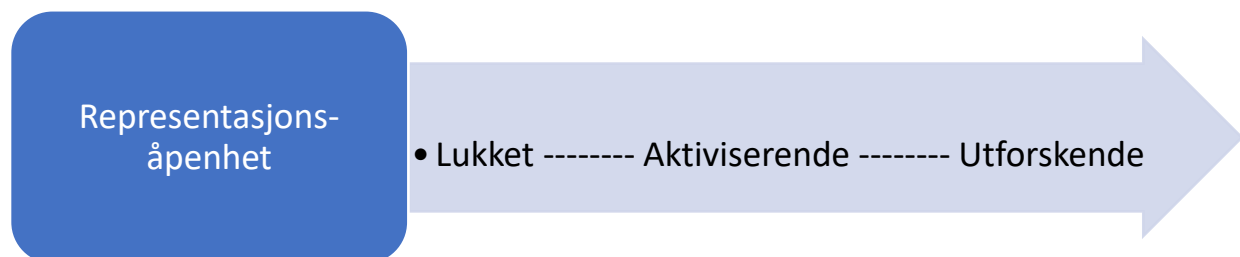 Representasjons-
åpenhet
• Lukket -------- Aktiviserende -------- Utforskende